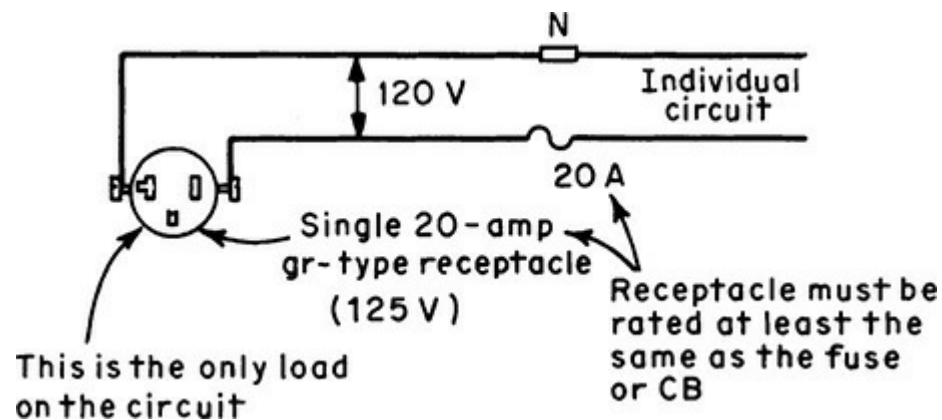 N
120 V
Individual
circuit
20 A
Single 20-amp
gr-type receptacle
(125 V)
Receptacle must be
rated at least the
same as the fuse
or CB
This is the only load
on the circuit